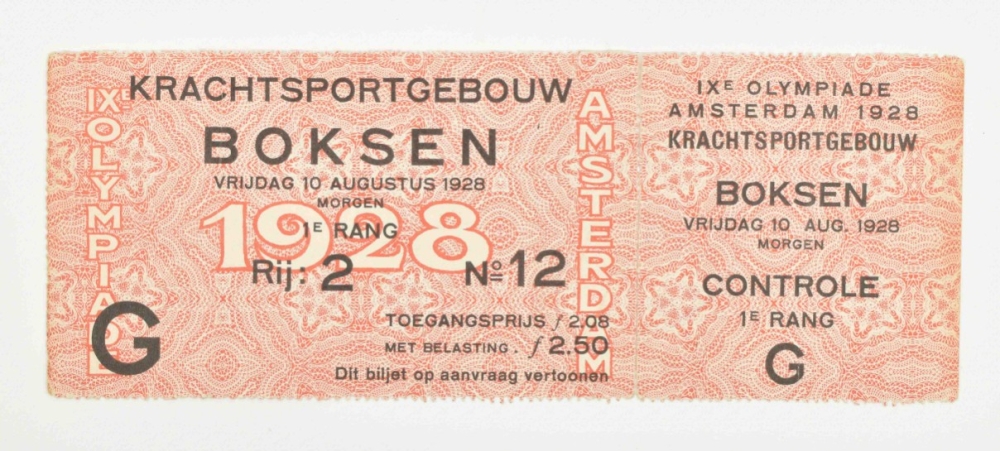 KRACHTSPORTGEBOUW
IXE OLYMPIADE
BOKSEN
VRIJDAG 10 AUGUSTUS 1928
MORGEN
1928
1E RANG
Rij: 2 No 12
G
TOEGANGSPRIJS ƒ 2.08
MET BELASTING. ƒ 2.50
Dit biljet op aanvraag vertoonen
AMSTERDAM
IXE OLYMPIADE
AMSTERDAM 1928
KRACHTSPORTGEBOUW
BOKSEN
VRIJDAG 10 AUG. 1928
MORGEN
CONTROLE
1E RANG
G